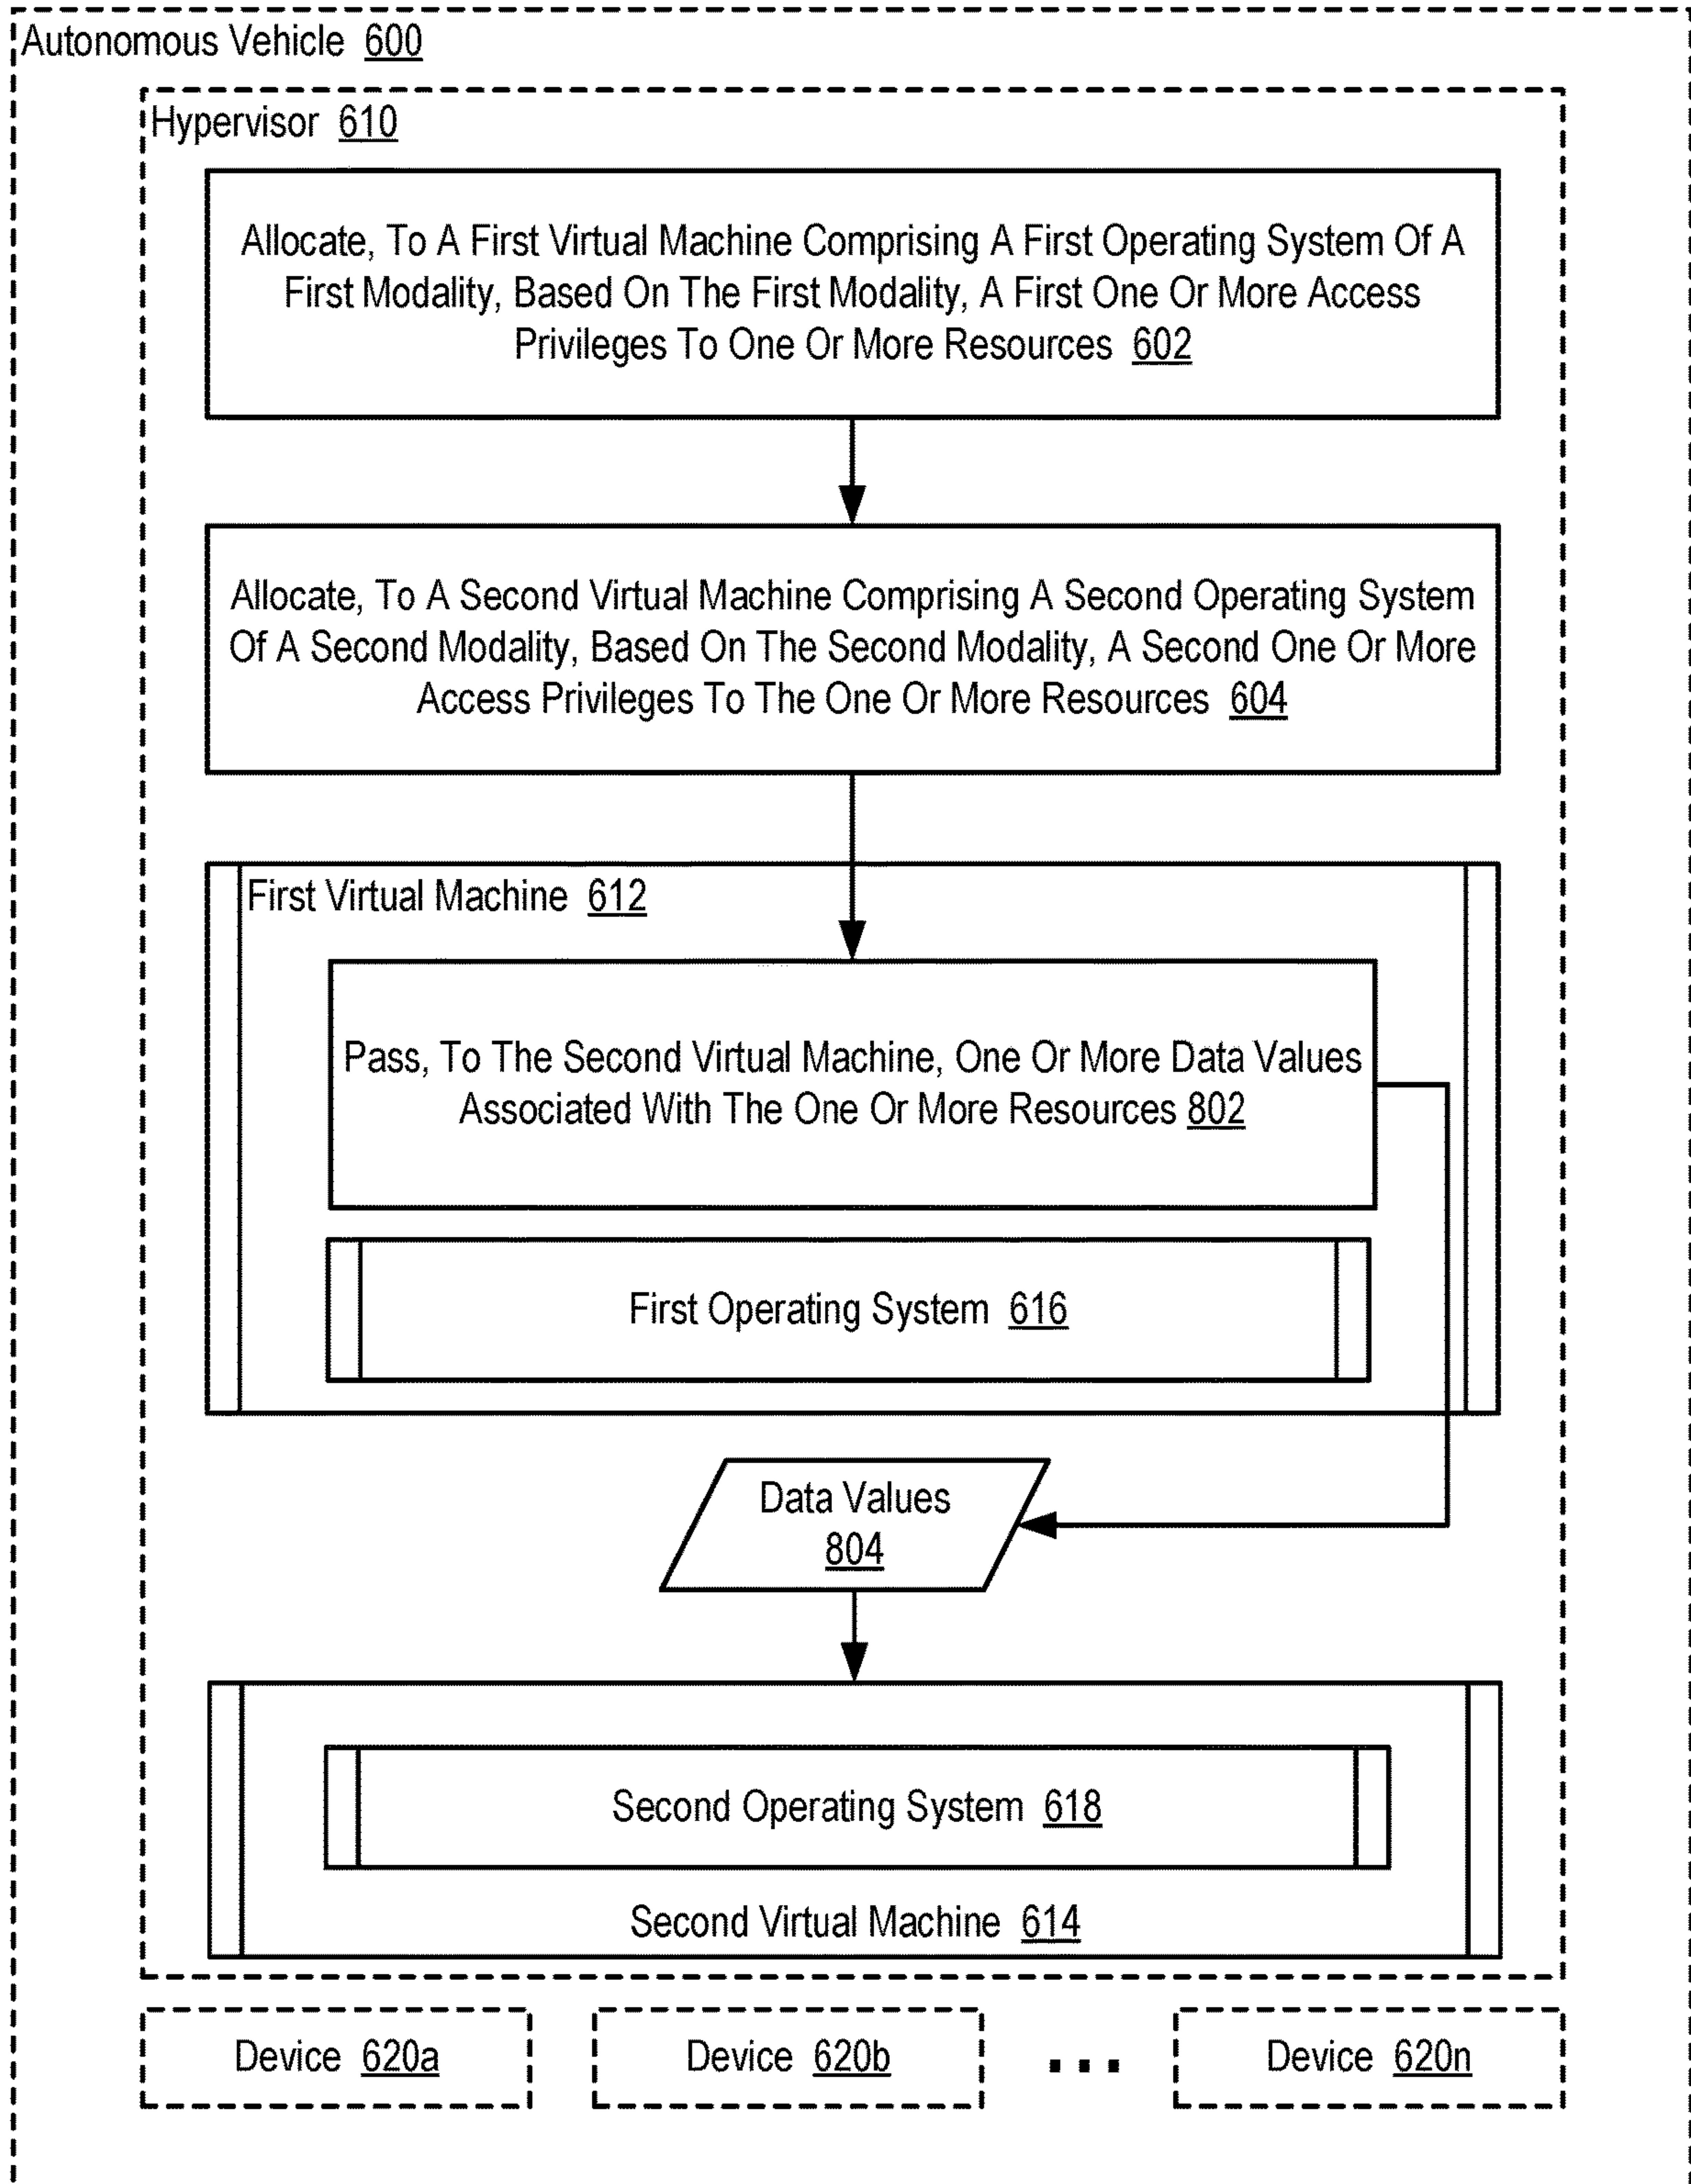 Autonomous Vehicle 600
Hypervisor 610
Allocate, To A First Virtual Machine Comprising A First Operating System Of A
First Modality, Based On The First Modality, A First One Or More Access
Privileges To One Or More Resources 602
Allocate, To A Second Virtual Machine Comprising A Second Operating System
Of A Second Modality, Based On The Second Modality, A Second One Or More
Access Privileges To The One Or More Resources 604
First Virtual Machine 612
Pass, To The Second Virtual Machine, One Or More Data Values
Associated With The One Or More Resources 802
First Operating System 616
Data Values
804
Second Operating System 618
Second Virtual Machine 614
Device 620a
Device 620b
...
Device 620n